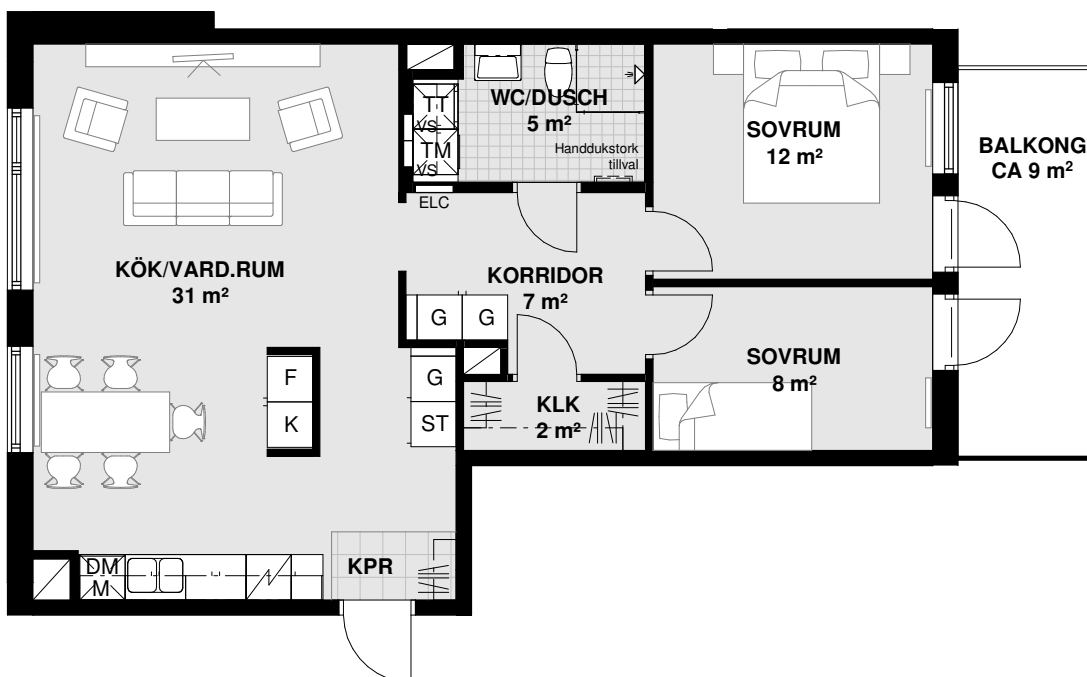 TT
VS
TM
VS
WC/DUSCH
5 m²
Handdukstork
tillval
SOVRUM
12 m²
BALKONG
CA 9 m²
ELC
KÖK/VARD.RUM
31 m²
KORRIDOR
7 m²
G
G
SOVRUM
8 m²
F
K
G
ST
KLK
2 m²
DM
M
KPR